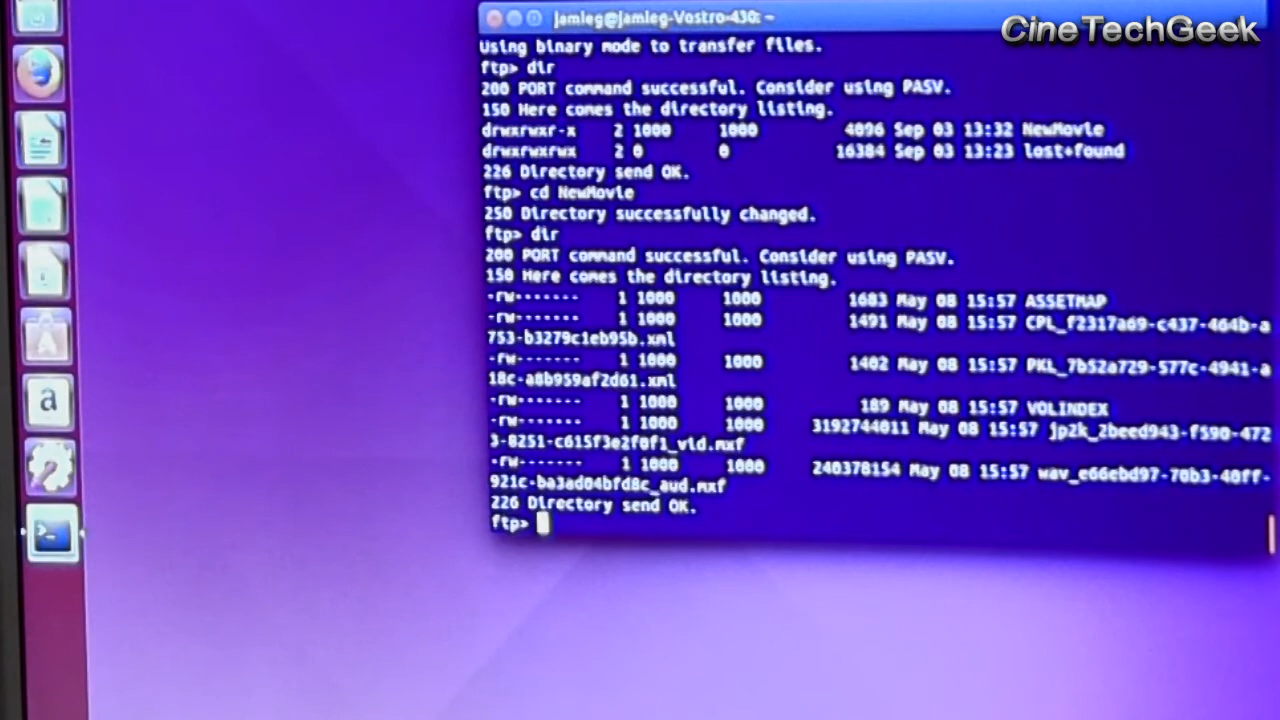 CineTechGeek
jamleg@jamleg-Vostro-430: ~
Using binary mode to transfer files.
ftp> dir
200 PORT command successful. Consider using PASV.
150 Here comes the directory listing.
drwxrwxr-x 2 1000 1000 4096 Sep 03 13:32 NewMovie
drwxrwxrwx 2 0 0 16384 Sep 03 13:23 lost+found
226 Directory send OK.
ftp> cd NewMovie
250 Directory successfully changed.
ftp> dir
200 PORT command successful. Consider using PASV.
150 Here comes the directory listing.
-rw------- 1 1000 1000 1683 May 08 15:57 ASSETMAP
-rw------- 1 1000 1000 1491 May 08 15:57 CPL_f2317a69-c437-464b-a
753-b3279c1eb95b.xml
-rw------- 1 1000 1000 1402 May 08 15:57 PKL_7b52a729-577c-4941-a
18c-a8b959af2d61.xml
-rw------- 1 1000 1000 189 May 08 15:57 VOLINDEX
-rw------- 1 1000 1000 3192744011 May 08 15:57 jp2k_2beed943-f590-472
3-8251-c615f3e2f0f1_vid.mxf
-rw------- 1 1000 1000 240378154 May 08 15:57 wav_e66ebd97-70b3-40ff-
921c-ba3ad04bfd8c_aud.mxf
226 Directory send OK.
ftp>
a